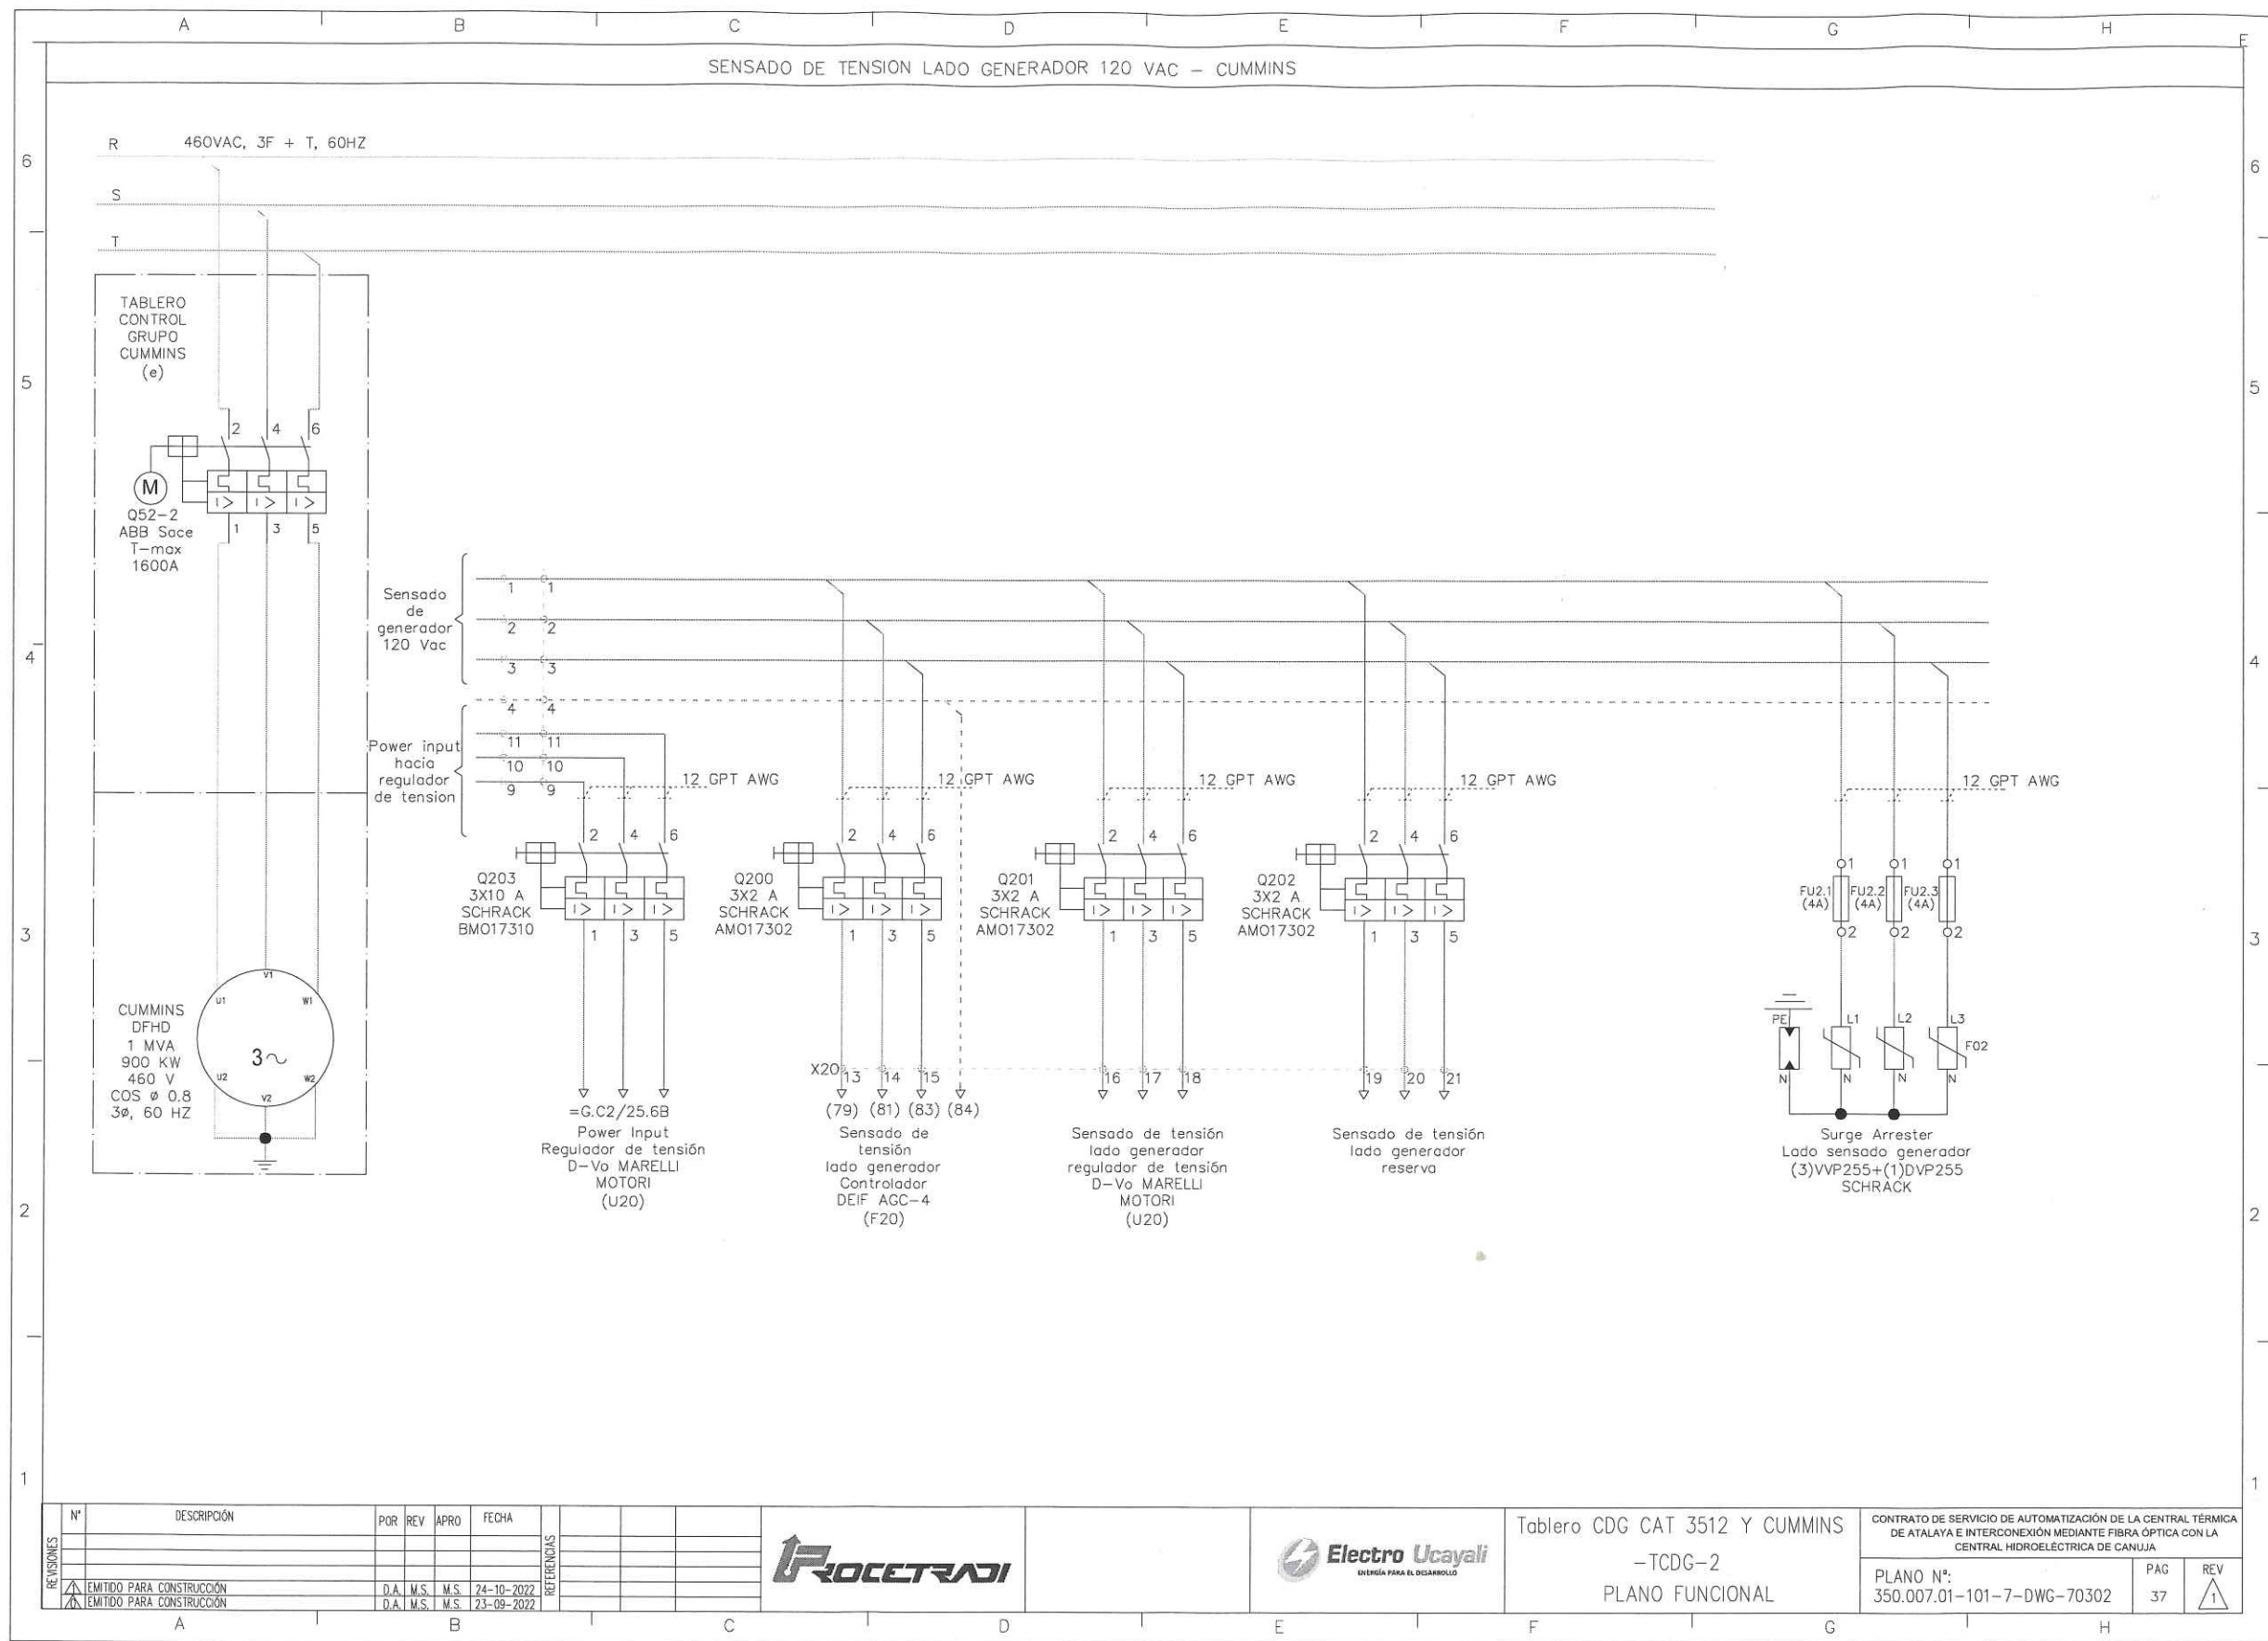 A B C D E F G H
E
SENSADO DE TENSION LADO GENERADOR 120 VAC – CUMMINS
6 6
R 460VAC, 3F + T, 60HZ
S
T
TABLERO
CONTROL
GRUPO
CUMMINS
(e)
5 5
2 4 6
M
I> I> I>
Q52-2
ABB Sace
T-max
1600A
1 3 5
Sensado
de
generador
120 Vac
1 1
2 2
3 3
4 4
4 4
Power input
hacia
regulador
de tension
11 11
10 10
9 9
12 GPT AWG
12 GPT AWG
12 GPT AWG
12 GPT AWG
12 GPT AWG
2 4 6
Q203
3X10 A
SCHRACK
BM017310
I> I> I>
1 3 5
2 4 6
Q200
3X2 A
SCHRACK
AM017302
I> I> I>
1 3 5
2 4 6
Q201
3X2 A
SCHRACK
AM017302
I> I> I>
1 3 5
2 4 6
Q202
3X2 A
SCHRACK
AM017302
I> I> I>
1 3 5
1 1 1
FU2.1 FU2.2 FU2.3
(4A) (4A) (4A)
2 2 2
3 3
CUMMINS
DFHD
1 MVA
900 KW
460 V
COS ø 0.8
3ø, 60 HZ
U1 V1 W1
3∼
U2 V2 W2
PE L1 L2 L3
F02
N N N N
X20 13 14 15 16 17 18 19 20 21
=G.C2/25.6B
Power Input
Regulador de tensión
D-Vo MARELLI
MOTORI
(U20)
(79) (81) (83) (84)
Sensado de
tensión
lado generador
Controlador
DEIF AGC-4
(F20)
Sensado de tensión
lado generador
regulador de tensión
D-Vo MARELLI
MOTORI
(U20)
Sensado de tensión
lado generador
reserva
Surge Arrester
Lado sensado generador
(3)VVP255+(1)DVP255
SCHRACK
2 2
1 1
REVISIONES
N° DESCRIPCIÓN POR REV APRO FECHA
1 EMITIDO PARA CONSTRUCCIÓN D.A. M.S. M.S. 24-10-2022
EMITIDO PARA CONSTRUCCIÓN D.A. M.S. M.S. 23-09-2022
REFERENCIAS
PROCETRADI
Electro Ucayali
ENERGÍA PARA EL DESARROLLO
Tablero CDG CAT 3512 Y CUMMINS
-TCDG-2
PLANO FUNCIONAL
CONTRATO DE SERVICIO DE AUTOMATIZACIÓN DE LA CENTRAL TÉRMICA
DE ATALAYA E INTERCONEXIÓN MEDIANTE FIBRA ÓPTICA CON LA
CENTRAL HIDROELÉCTRICA DE CANUJA
PLANO N°:
350.007.01-101-7-DWG-70302
PAG
37
REV
1
A B C D E F G H